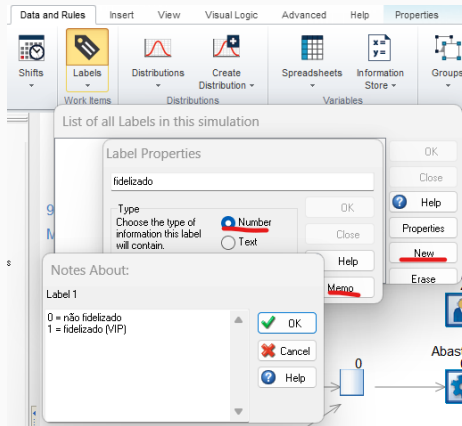 Data and Rules
Insert
View
Visual Logic
Advanced
Help
Properties
Shifts
Labels
Distributions
Create
Distribution
Spreadsheets
Information
Store
Groups
Work Items
Distributions
Variables
List of all Labels in this simulation
OK
Close
Help
Properties
New
Erase
Label Properties
fidelizado
Type
Choose the type of
information this label
will contain.
Number
Text
OK
Close
Help
Memo
Notes About:
Label 1
0 = não fidelizado
1 = fidelizado (VIP)
OK
Cancel
Help
0